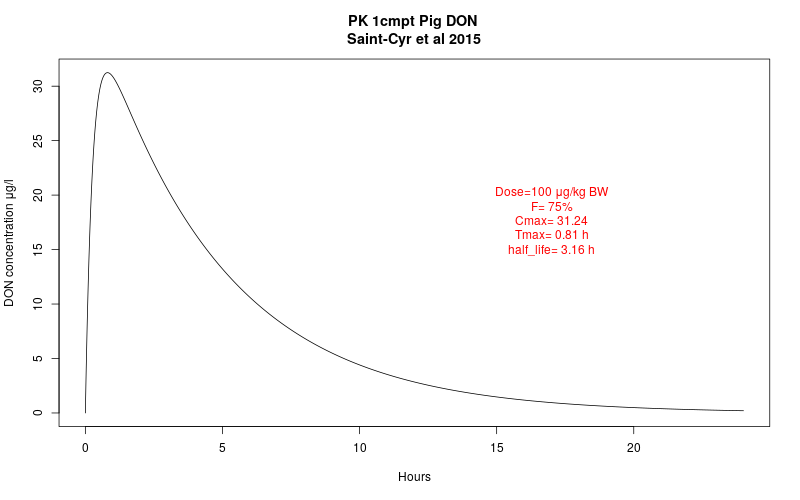 PK 1cmpt Pig DON
Saint-Cyr et al 2015
DON concentration µg/l
30
25
20
15
10
5
0
Dose=100 µg/kg BW
F= 75%
Cmax= 31.24
Tmax= 0.81 h
half_life= 3.16 h
0 5 10 15 20
Hours